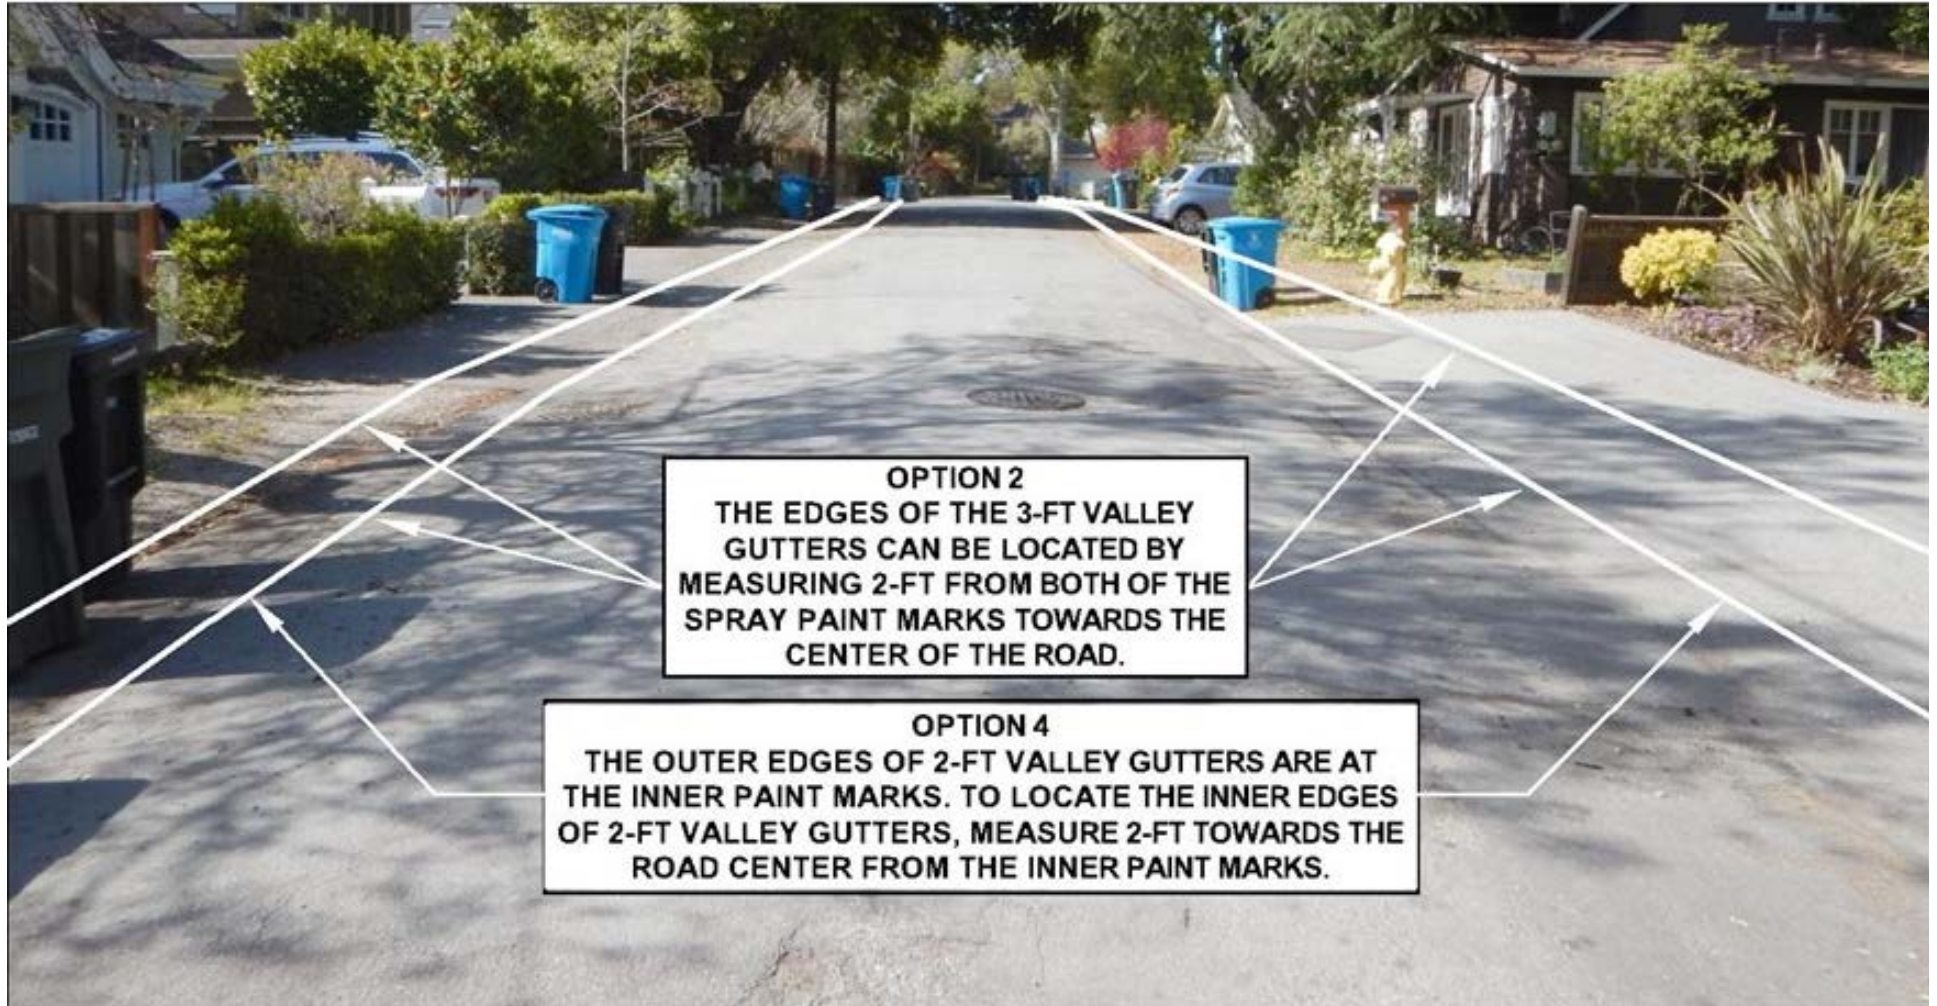 OPTION 2
THE EDGES OF THE 3-FT VALLEY
GUTTERS CAN BE LOCATED BY
MEASURING 2-FT FROM BOTH OF THE
SPRAY PAINT MARKS TOWARDS THE
CENTER OF THE ROAD.
OPTION 4
THE OUTER EDGES OF 2-FT VALLEY GUTTERS ARE AT
THE INNER PAINT MARKS. TO LOCATE THE INNER EDGES
OF 2-FT VALLEY GUTTERS, MEASURE 2-FT TOWARDS THE
ROAD CENTER FROM THE INNER PAINT MARKS.